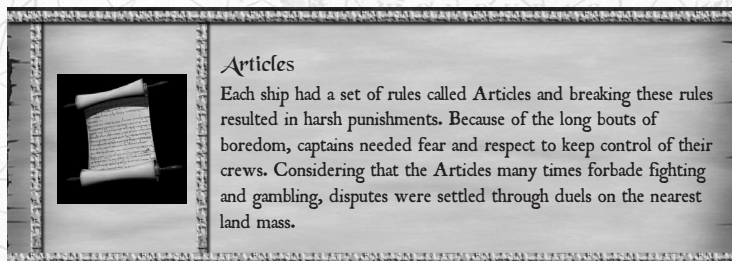 Articles
Each ship had a set of rules called Articles and breaking these rules
resulted in harsh punishments. Because of the long bouts of
boredom, captains needed fear and respect to keep control of their
crews. Considering that the Articles many times forbade fighting
and gambling, disputes were settled through duels on the nearest
land mass.